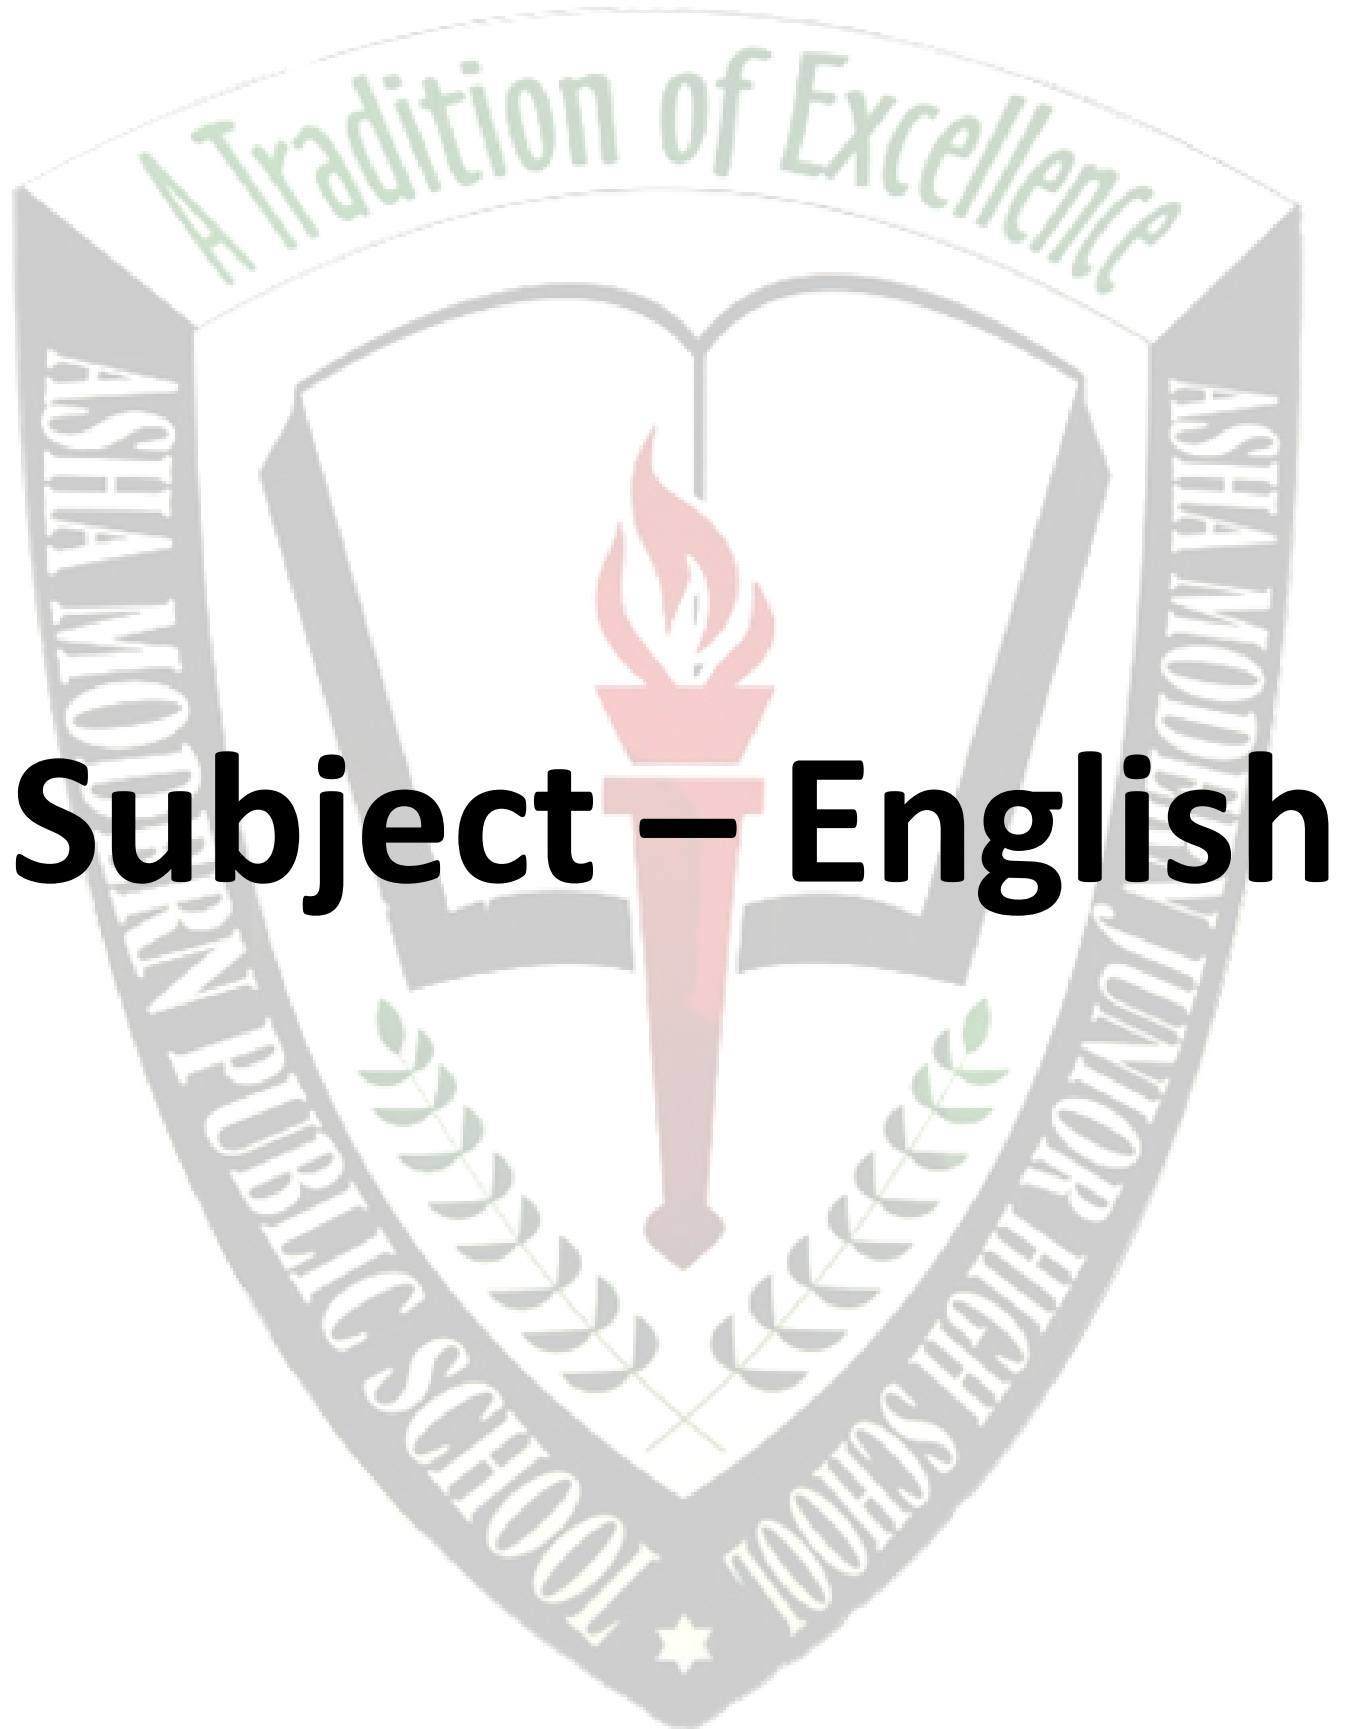 A Tradition of Excellence
ASHA MODERN PUBLIC SCHOOL
ASHA MODERN JUNIOR HIGH SCHOOL
Subject – English